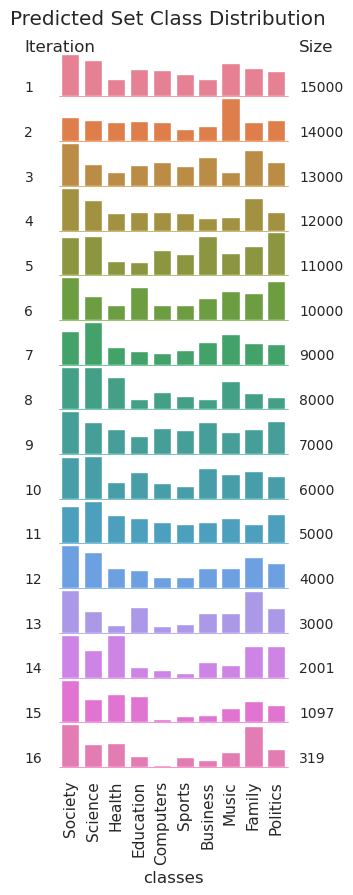 Predicted Set Class Distribution
Iteration Size
1 15000
2 14000
3 13000
4 12000
5 11000
6 10000
7 9000
8 8000
9 7000
10 6000
11 5000
12 4000
13 3000
14 2001
15 1097
16 319
Society
Science
Health
Education
Computers
Sports
Business
Music
Family
Politics
classes